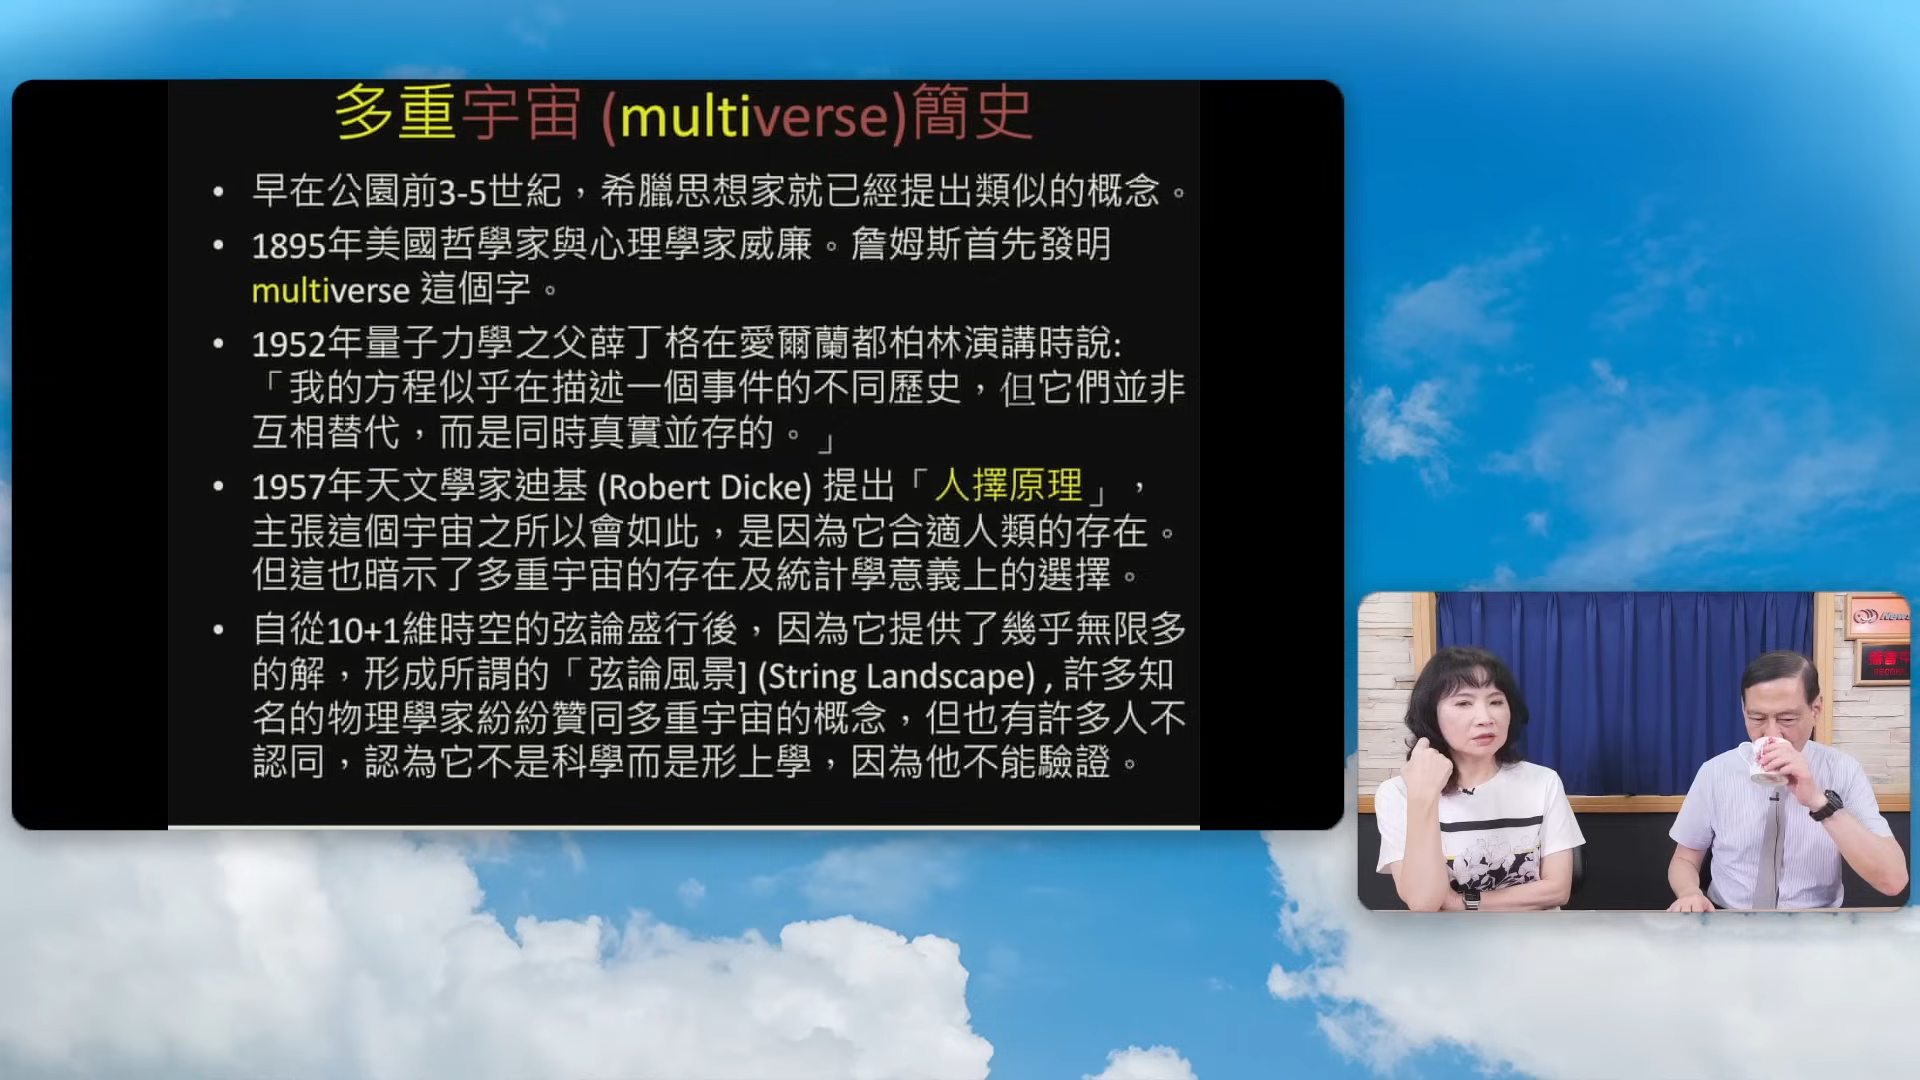 多重宇宙 (multiverse)簡史
• 早在公園前3-5世紀，希臘思想家就已經提出類似的概念。
• 1895年美國哲學家與心理學家威廉。詹姆斯首先發明
multiverse 這個字。
• 1952年量子力學之父薛丁格在愛爾蘭都柏林演講時說:
「我的方程似乎在描述一個事件的不同歷史，但它們並非
互相替代，而是同時真實並存的。」
• 1957年天文學家迪基 (Robert Dicke) 提出「人擇原理」，
主張這個宇宙之所以會如此，是因為它合適人類的存在。
但這也暗示了多重宇宙的存在及統計學意義上的選擇。
• 自從10+1維時空的弦論盛行後，因為它提供了幾乎無限多
的解，形成所謂的「弦論風景] (String Landscape) , 許多知
名的物理學家紛紛贊同多重宇宙的概念，但也有許多人不
認同，認為它不是科學而是形上學，因為他不能驗證。